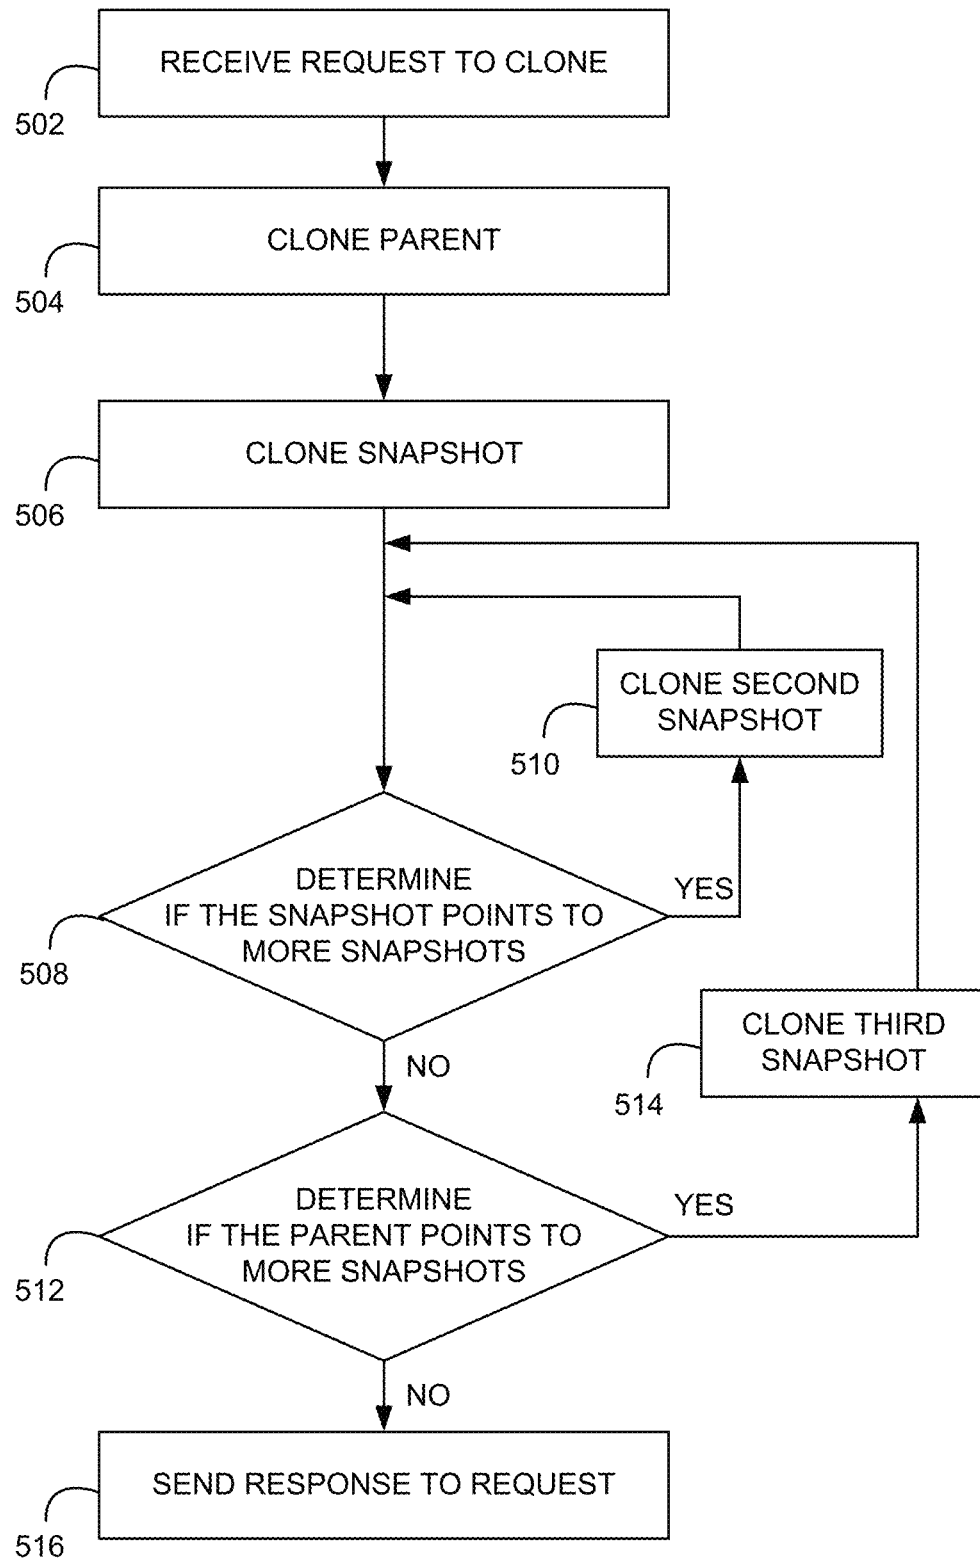 RECEIVE REQUEST TO CLONE
502
CLONE PARENT
504
CLONE SNAPSHOT
506
CLONE SECOND
SNAPSHOT
510
DETERMINE
IF THE SNAPSHOT POINTS TO
MORE SNAPSHOTS
YES
508
CLONE THIRD
SNAPSHOT
514
NO
DETERMINE
IF THE PARENT POINTS TO
MORE SNAPSHOTS
YES
512
NO
SEND RESPONSE TO REQUEST
516